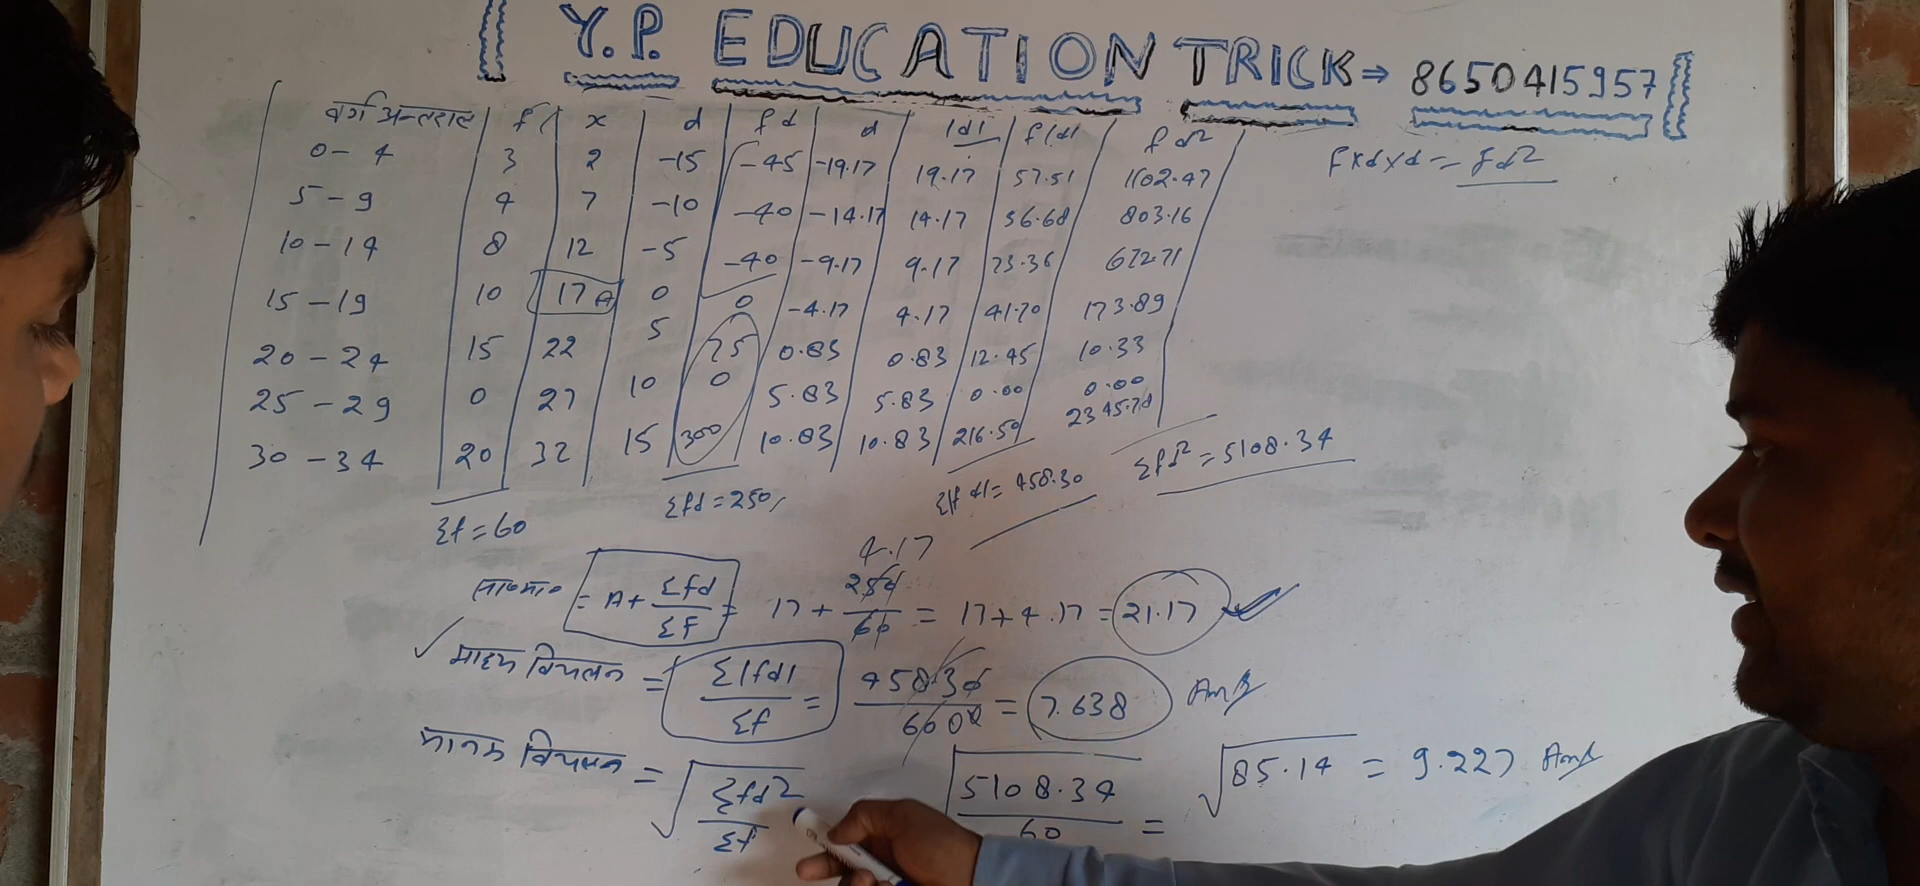 Y.P. EDUCATION TRICK ⇒ 8650415957
वर्ग अन्तराल f x d fd d |d| f|d| fd²
0-4 3 2 -15 -45 -19.17 19.17 57.51 1102.47
5-9 4 7 -10 -40 -14.17 14.17 56.68 803.16
10-14 8 12 -5 -40 -9.17 9.17 73.36 672.71
15-19 10 17 A 0 0 -4.17 4.17 41.70 173.89
20-24 15 22 5 75 0.83 0.83 12.45 10.33
25-29 0 27 10 0 5.83 5.83 0.00 0.00
30-34 20 32 15 300 10.83 10.83 216.50 2345.78
f×d×d = fd²
Σf = 60 Σfd = 250 Σ|fd| = 458.30 Σfd² = 5108.34
4.17
= A + Σfd/Σf = 17 + 250/60 = 17 + 4.17 = 21.17
माध्य विचलन = Σ|fd|/Σf = 45830/6000 = 7.638 Ans
मानक विचलन = √Σfd²/Σf √5108.34/60 = √85.14 = 9.227 Ans